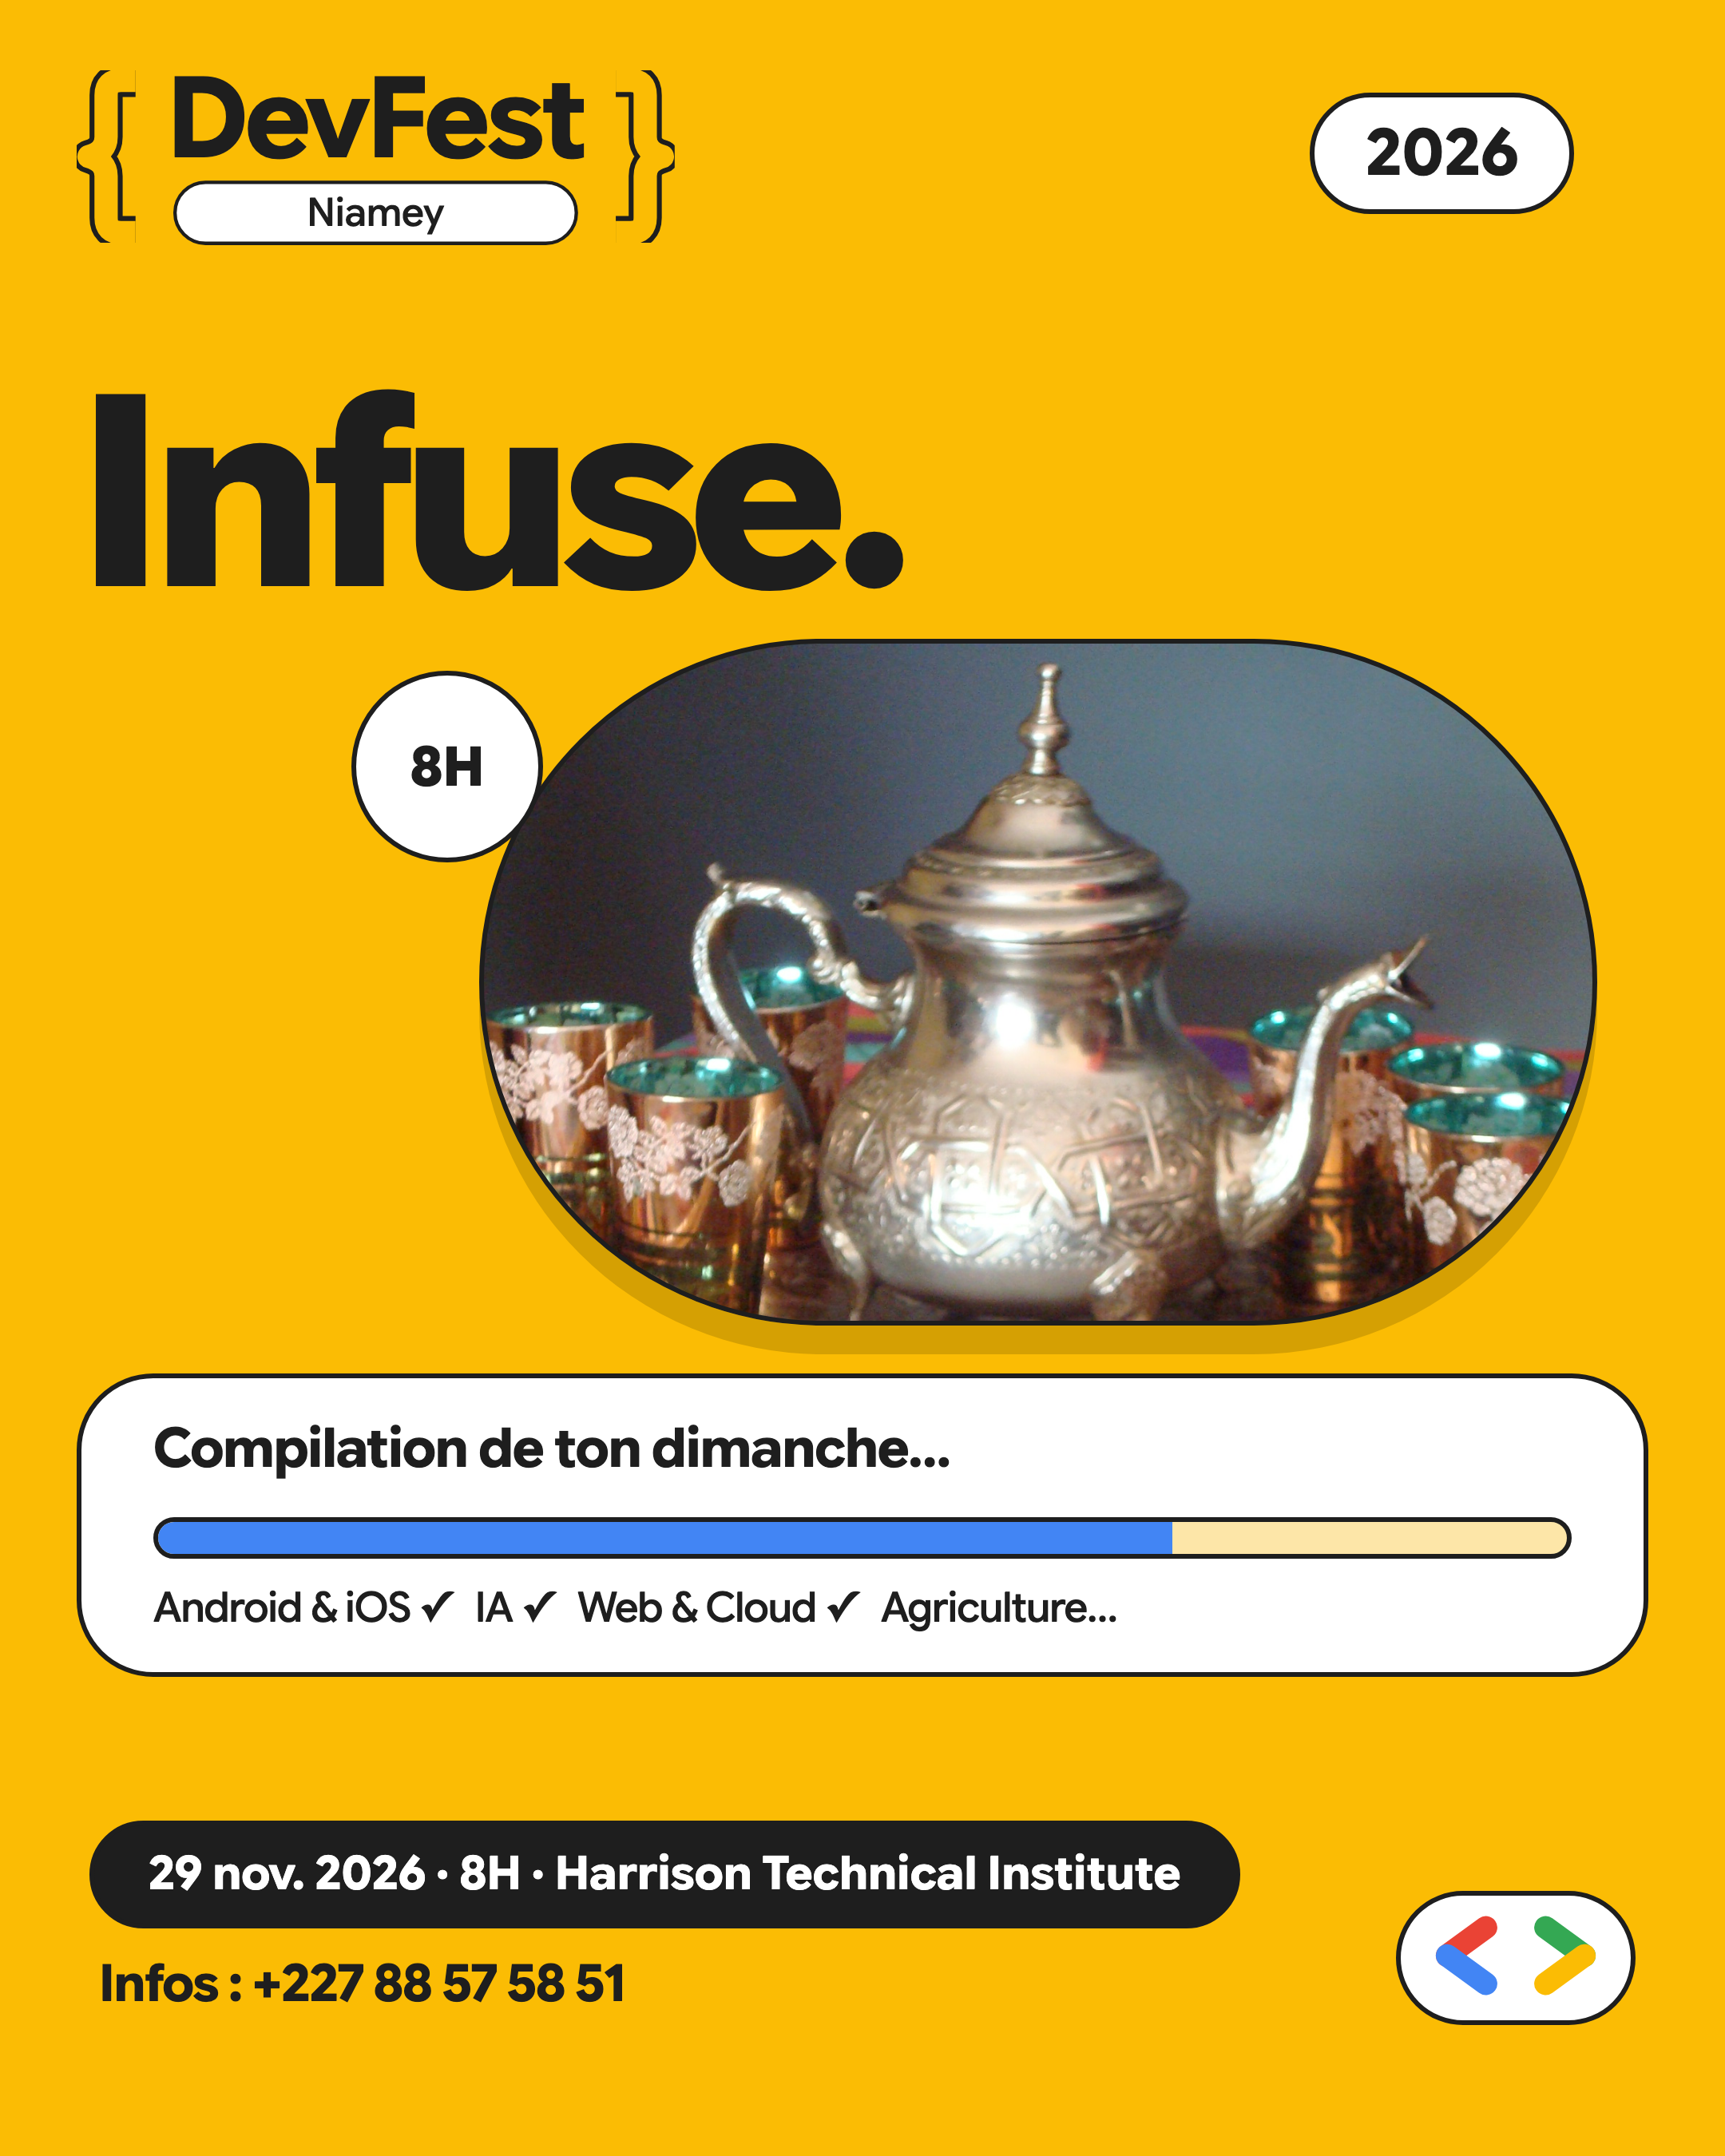 DevFest
Niamey
2026
Infuse.
8H
Compilation de ton dimanche...
Android & iOS ✓ IA ✓ Web & Cloud ✓ Agriculture...
29 nov. 2026 · 8H · Harrison Technical Institute
Infos : +227 88 57 58 51